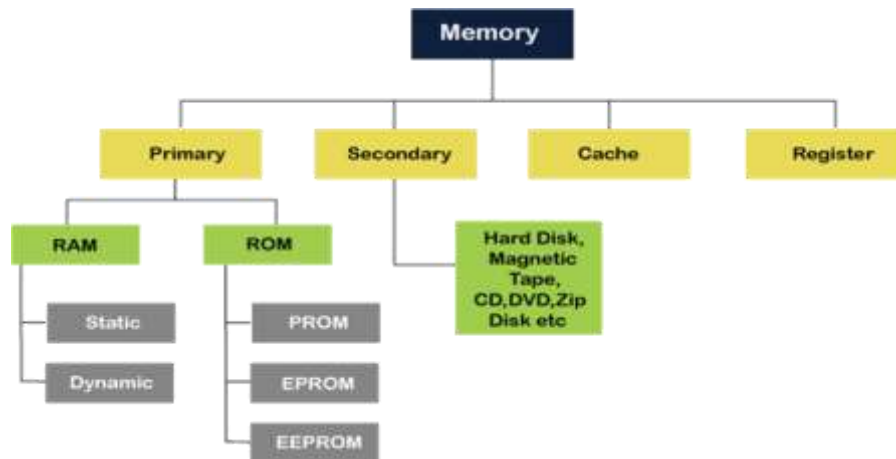 Memory
Primary
Secondary
Cache
Register
RAM
ROM
Hard Disk,
Magnetic
Tape,
CD,DVD,Zip
Disk etc
Static
PROM
Dynamic
EPROM
EEPROM